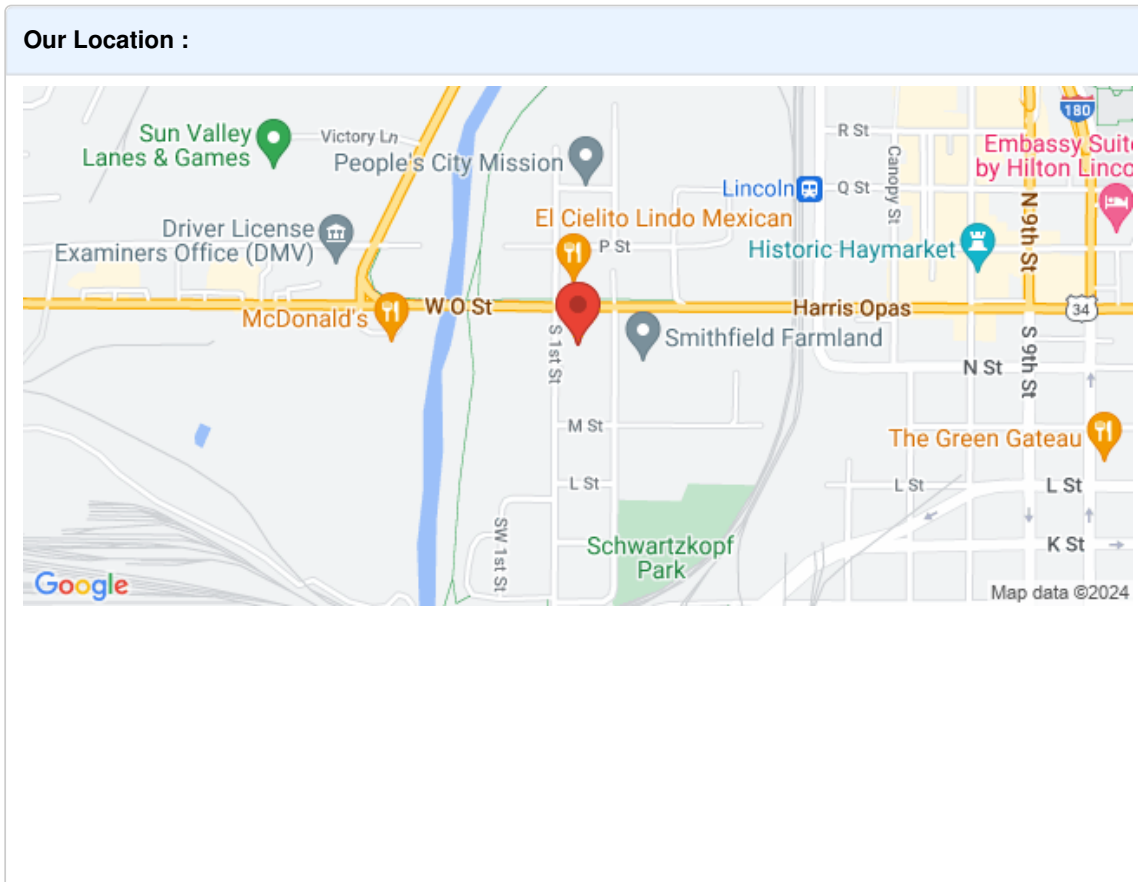 Our Location :
Sun Valley
Lanes & Games
Victory Ln
People's City Mission
R St
180
Embassy Suite
by Hilton Linco
Canopy St
Lincoln
Q St
El Cielito Lindo Mexican
N 9th St
Driver License
Examiners Office (DMV)
P St
Historic Haymarket
McDonald's
W O St
Harris Opas
34
S 1st St
Smithfield Farmland
S 9th St
N St
M St
The Green Gateau
L St
L St
L St
SW 1st St
Schwartzkopf
Park
K St
Google
Map data ©2024